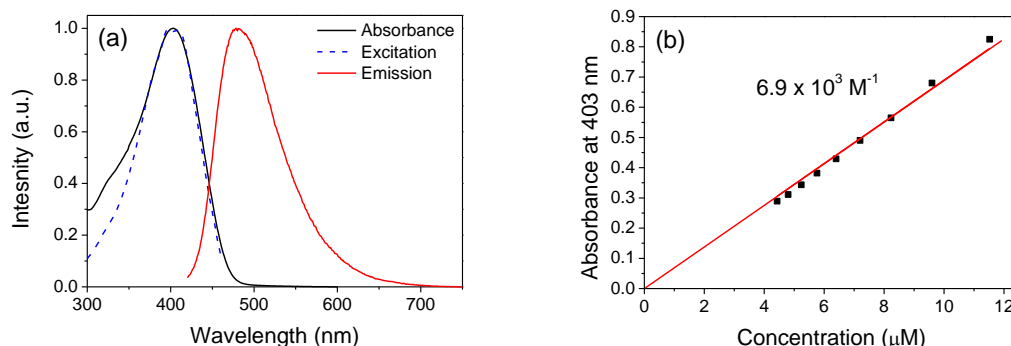 (a)
Absorbance
Excitation
Emission
1.0
0.8
0.6
0.4
0.2
0.0
Intesnity (a.u.)
300 400 500 600 700
Wavelength (nm)
(b)
6.9 x 10³ M⁻¹
0.9
0.8
0.7
0.6
0.5
0.4
0.3
0.2
0.1
0.0
Absorbance at 403 nm
0 2 4 6 8 10 12
Concentration (μM)